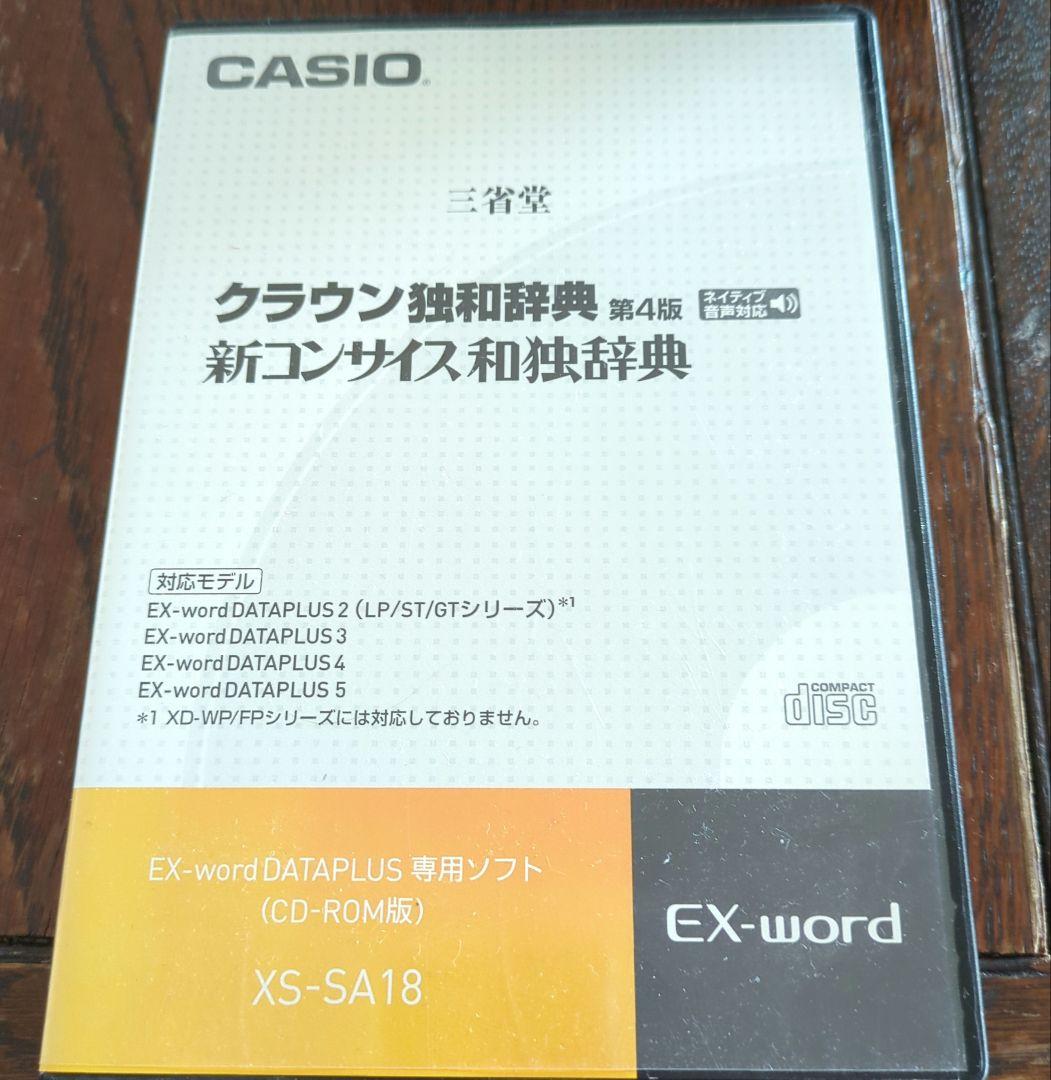 CASIO®
三省堂
クラウン独和辞典 第4版 ネイティブ音声対応
新コンサイス和独辞典
対応モデル
EX-word DATAPLUS 2 (LP/ST/GTシリーズ)*1
EX-word DATAPLUS 3
EX-word DATAPLUS 4
EX-word DATAPLUS 5
*1 XD-WP/FPシリーズには対応しておりません。
COMPACT
disc
EX-word DATAPLUS 専用ソフト
(CD-ROM版)
XS-SA18
EX-word